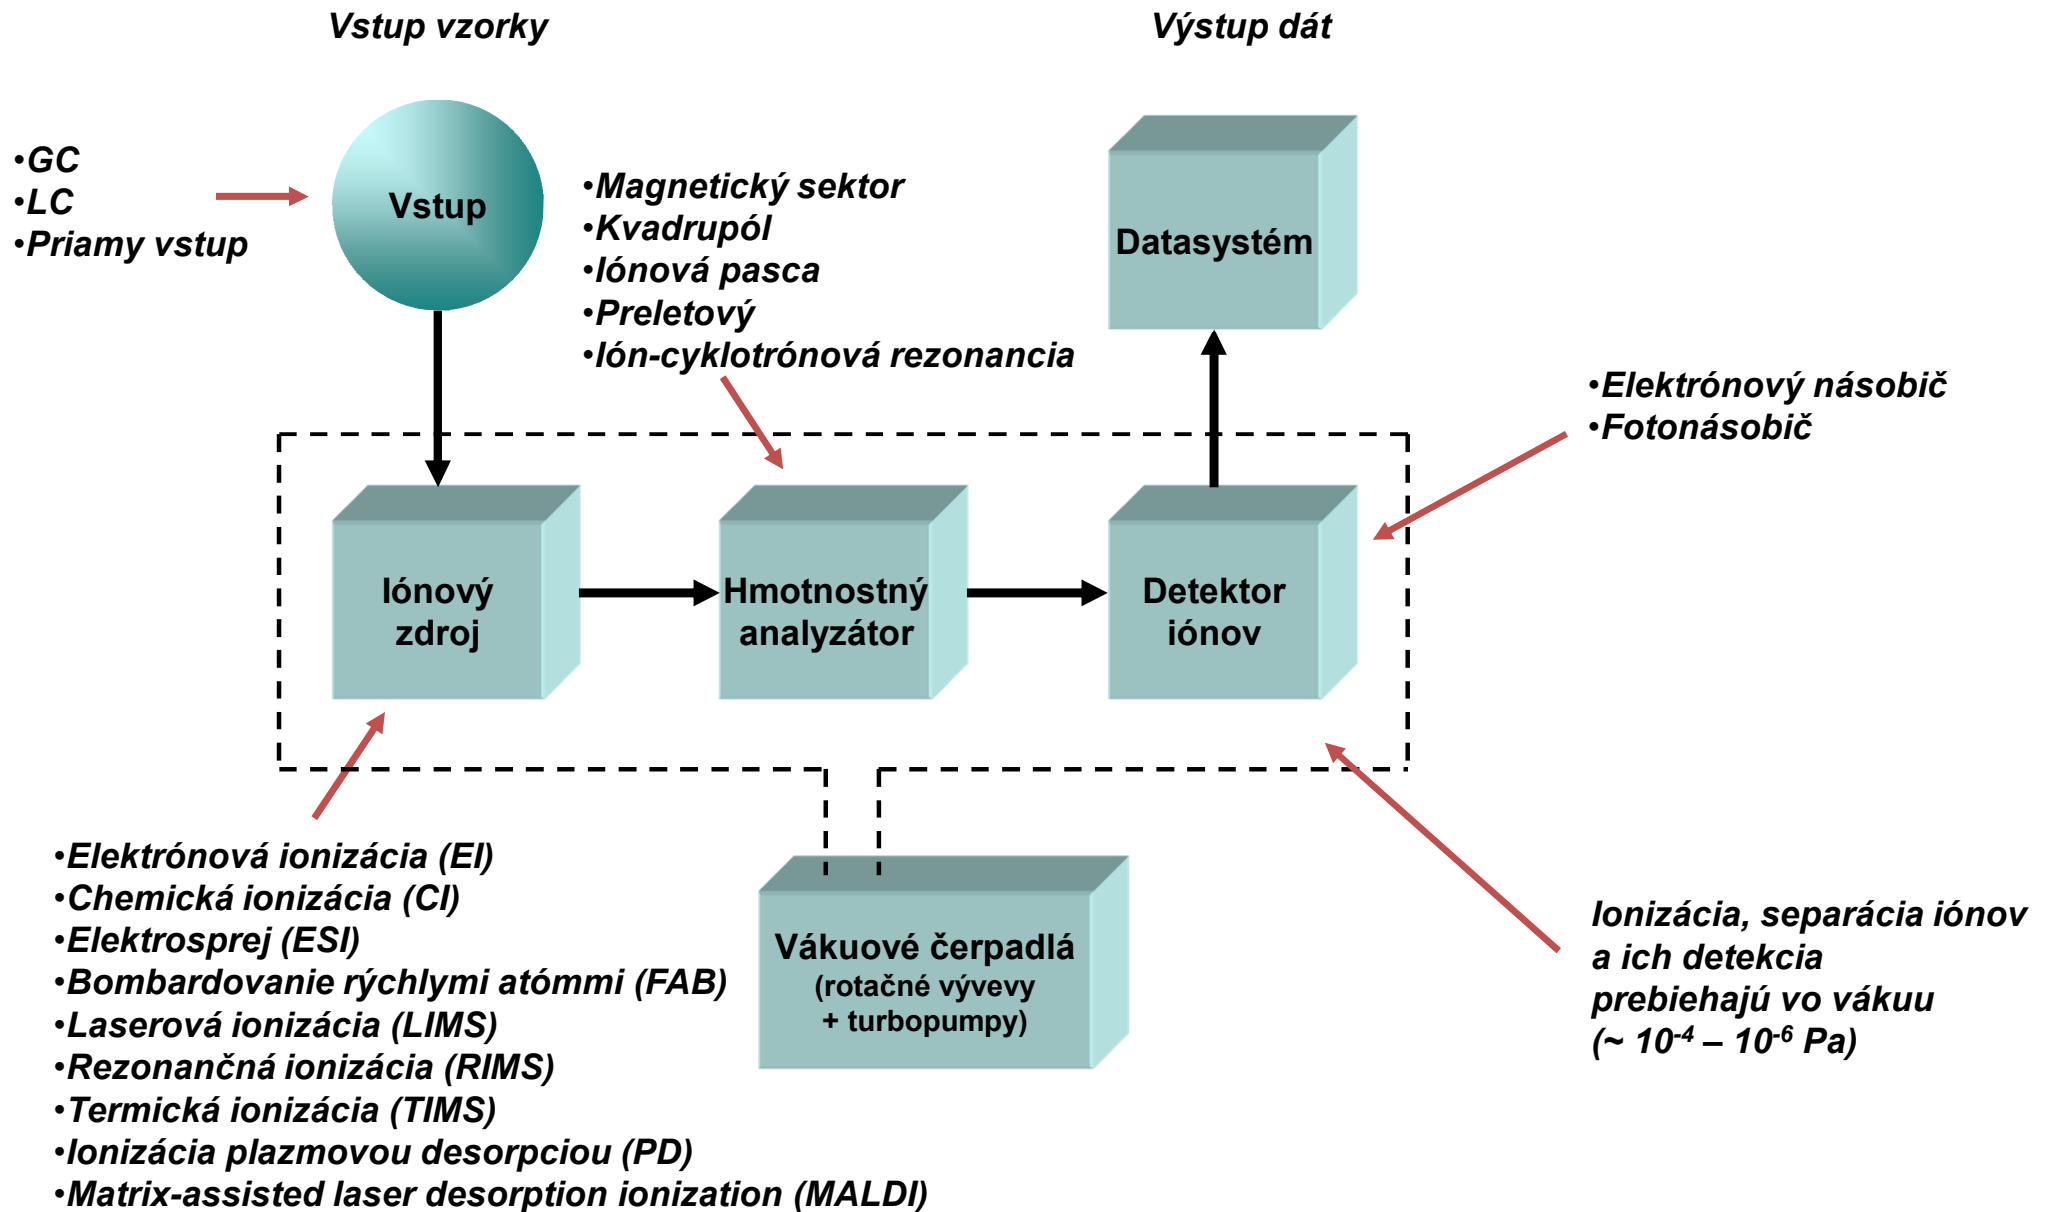 Vstup vzorky
Výstup dát
•GC
•LC
•Priamy vstup
Vstup
•Magnetický sektor
•Kvadrupól
•Iónová pasca
•Preletový
•Ión-cyklotrónová rezonancia
Datasystém
•Elektrónový násobič
•Fotonásobič
Iónový
zdroj
Hmotnostný
analyzátor
Detektor
iónov
•Elektrónová ionizácia (EI)
•Chemická ionizácia (CI)
•Elektrosprej (ESI)
•Bombardovanie rýchlymi atómmi (FAB)
•Laserová ionizácia (LIMS)
•Rezonančná ionizácia (RIMS)
•Termická ionizácia (TIMS)
•Ionizácia plazmovou desorpciou (PD)
•Matrix-assisted laser desorption ionization (MALDI)
Vákuové čerpadlá
(rotačné vývevy
+ turbopumpy)
Ionizácia, separácia iónov
a ich detekcia
prebiehajú vo vákuu
(~ 10⁻⁴ – 10⁻⁶ Pa)